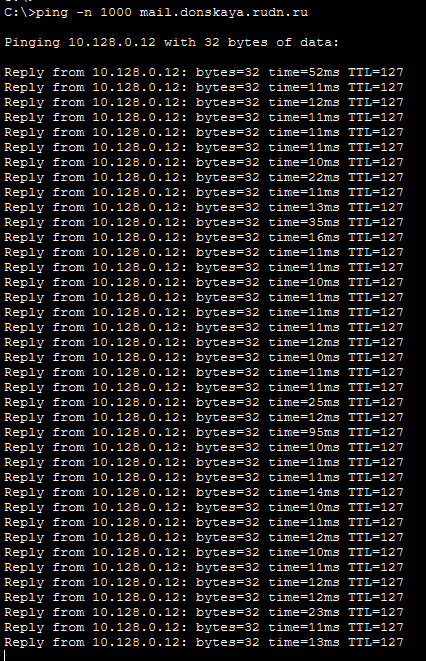 C:\>ping -n 1000 mail.donskaya.rudn.ru
Pinging 10.128.0.12 with 32 bytes of data:
Reply from 10.128.0.12: bytes=32 time=52ms TTL=127
Reply from 10.128.0.12: bytes=32 time=11ms TTL=127
Reply from 10.128.0.12: bytes=32 time=12ms TTL=127
Reply from 10.128.0.12: bytes=32 time=11ms TTL=127
Reply from 10.128.0.12: bytes=32 time=11ms TTL=127
Reply from 10.128.0.12: bytes=32 time=11ms TTL=127
Reply from 10.128.0.12: bytes=32 time=10ms TTL=127
Reply from 10.128.0.12: bytes=32 time=22ms TTL=127
Reply from 10.128.0.12: bytes=32 time=11ms TTL=127
Reply from 10.128.0.12: bytes=32 time=13ms TTL=127
Reply from 10.128.0.12: bytes=32 time=35ms TTL=127
Reply from 10.128.0.12: bytes=32 time=16ms TTL=127
Reply from 10.128.0.12: bytes=32 time=11ms TTL=127
Reply from 10.128.0.12: bytes=32 time=11ms TTL=127
Reply from 10.128.0.12: bytes=32 time=10ms TTL=127
Reply from 10.128.0.12: bytes=32 time=11ms TTL=127
Reply from 10.128.0.12: bytes=32 time=11ms TTL=127
Reply from 10.128.0.12: bytes=32 time=11ms TTL=127
Reply from 10.128.0.12: bytes=32 time=12ms TTL=127
Reply from 10.128.0.12: bytes=32 time=10ms TTL=127
Reply from 10.128.0.12: bytes=32 time=11ms TTL=127
Reply from 10.128.0.12: bytes=32 time=11ms TTL=127
Reply from 10.128.0.12: bytes=32 time=25ms TTL=127
Reply from 10.128.0.12: bytes=32 time=12ms TTL=127
Reply from 10.128.0.12: bytes=32 time=95ms TTL=127
Reply from 10.128.0.12: bytes=32 time=10ms TTL=127
Reply from 10.128.0.12: bytes=32 time=11ms TTL=127
Reply from 10.128.0.12: bytes=32 time=11ms TTL=127
Reply from 10.128.0.12: bytes=32 time=14ms TTL=127
Reply from 10.128.0.12: bytes=32 time=10ms TTL=127
Reply from 10.128.0.12: bytes=32 time=11ms TTL=127
Reply from 10.128.0.12: bytes=32 time=12ms TTL=127
Reply from 10.128.0.12: bytes=32 time=10ms TTL=127
Reply from 10.128.0.12: bytes=32 time=11ms TTL=127
Reply from 10.128.0.12: bytes=32 time=12ms TTL=127
Reply from 10.128.0.12: bytes=32 time=12ms TTL=127
Reply from 10.128.0.12: bytes=32 time=23ms TTL=127
Reply from 10.128.0.12: bytes=32 time=11ms TTL=127
Reply from 10.128.0.12: bytes=32 time=13ms TTL=127